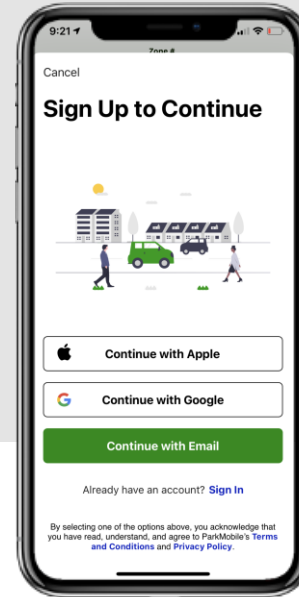 9:21
Zone #
Cancel
Sign Up to Continue
Continue with Apple
Continue with Google
Continue with Email
Already have an account? Sign In
By selecting one of the options above, you acknowledge that
you have read, understand, and agree to ParkMobile's Terms
and Conditions and Privacy Policy.